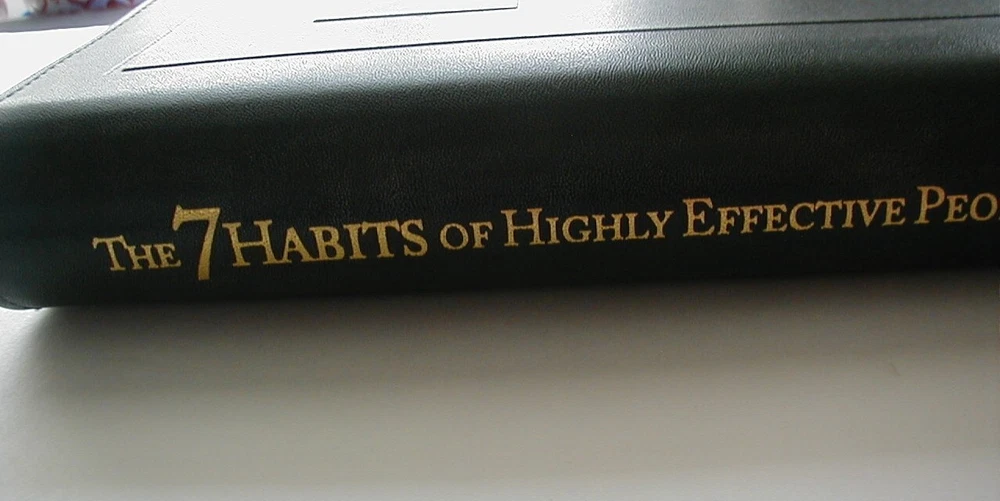 The 7 Habits of Highly Effective Peo